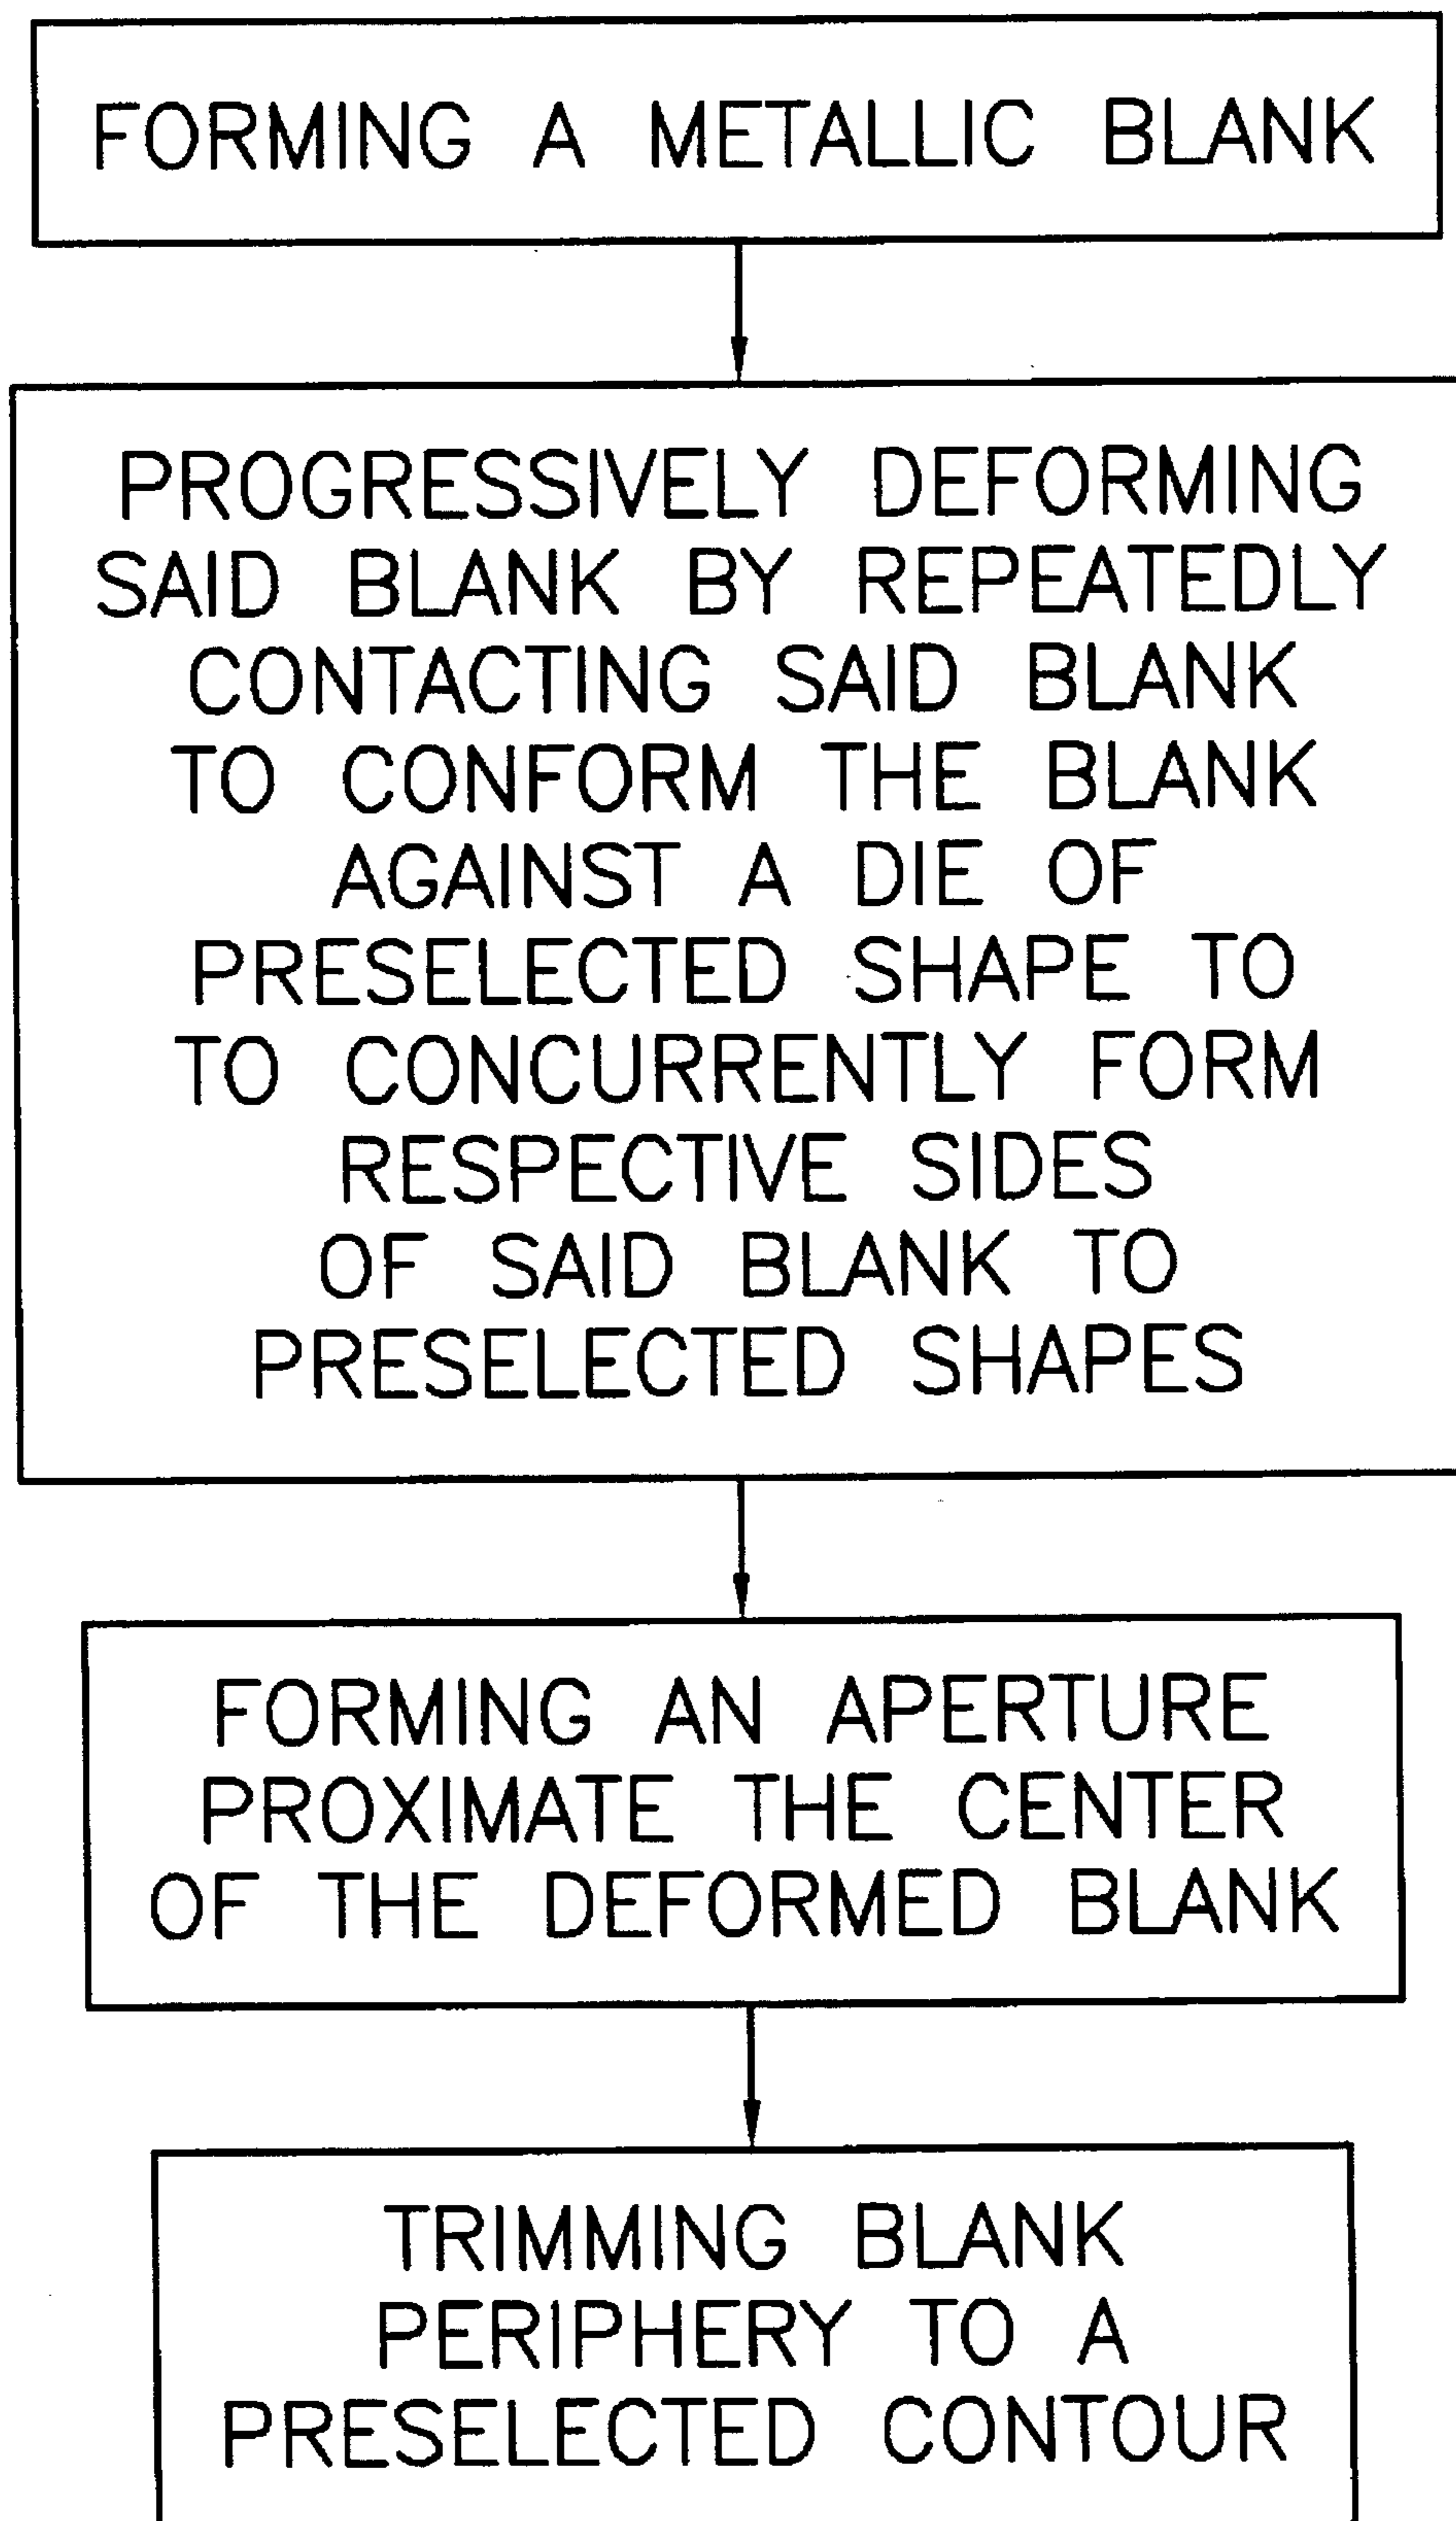 FORMING A METALLIC BLANK
PROGRESSIVELY DEFORMING
SAID BLANK BY REPEATEDLY
CONTACTING SAID BLANK
TO CONFORM THE BLANK
AGAINST A DIE OF
PRESELECTED SHAPE TO
TO CONCURRENTLY FORM
RESPECTIVE SIDES
OF SAID BLANK TO
PRESELECTED SHAPES
FORMING AN APERTURE
PROXIMATE THE CENTER
OF THE DEFORMED BLANK
TRIMMING BLANK
PERIPHERY TO A
PRESELECTED CONTOUR